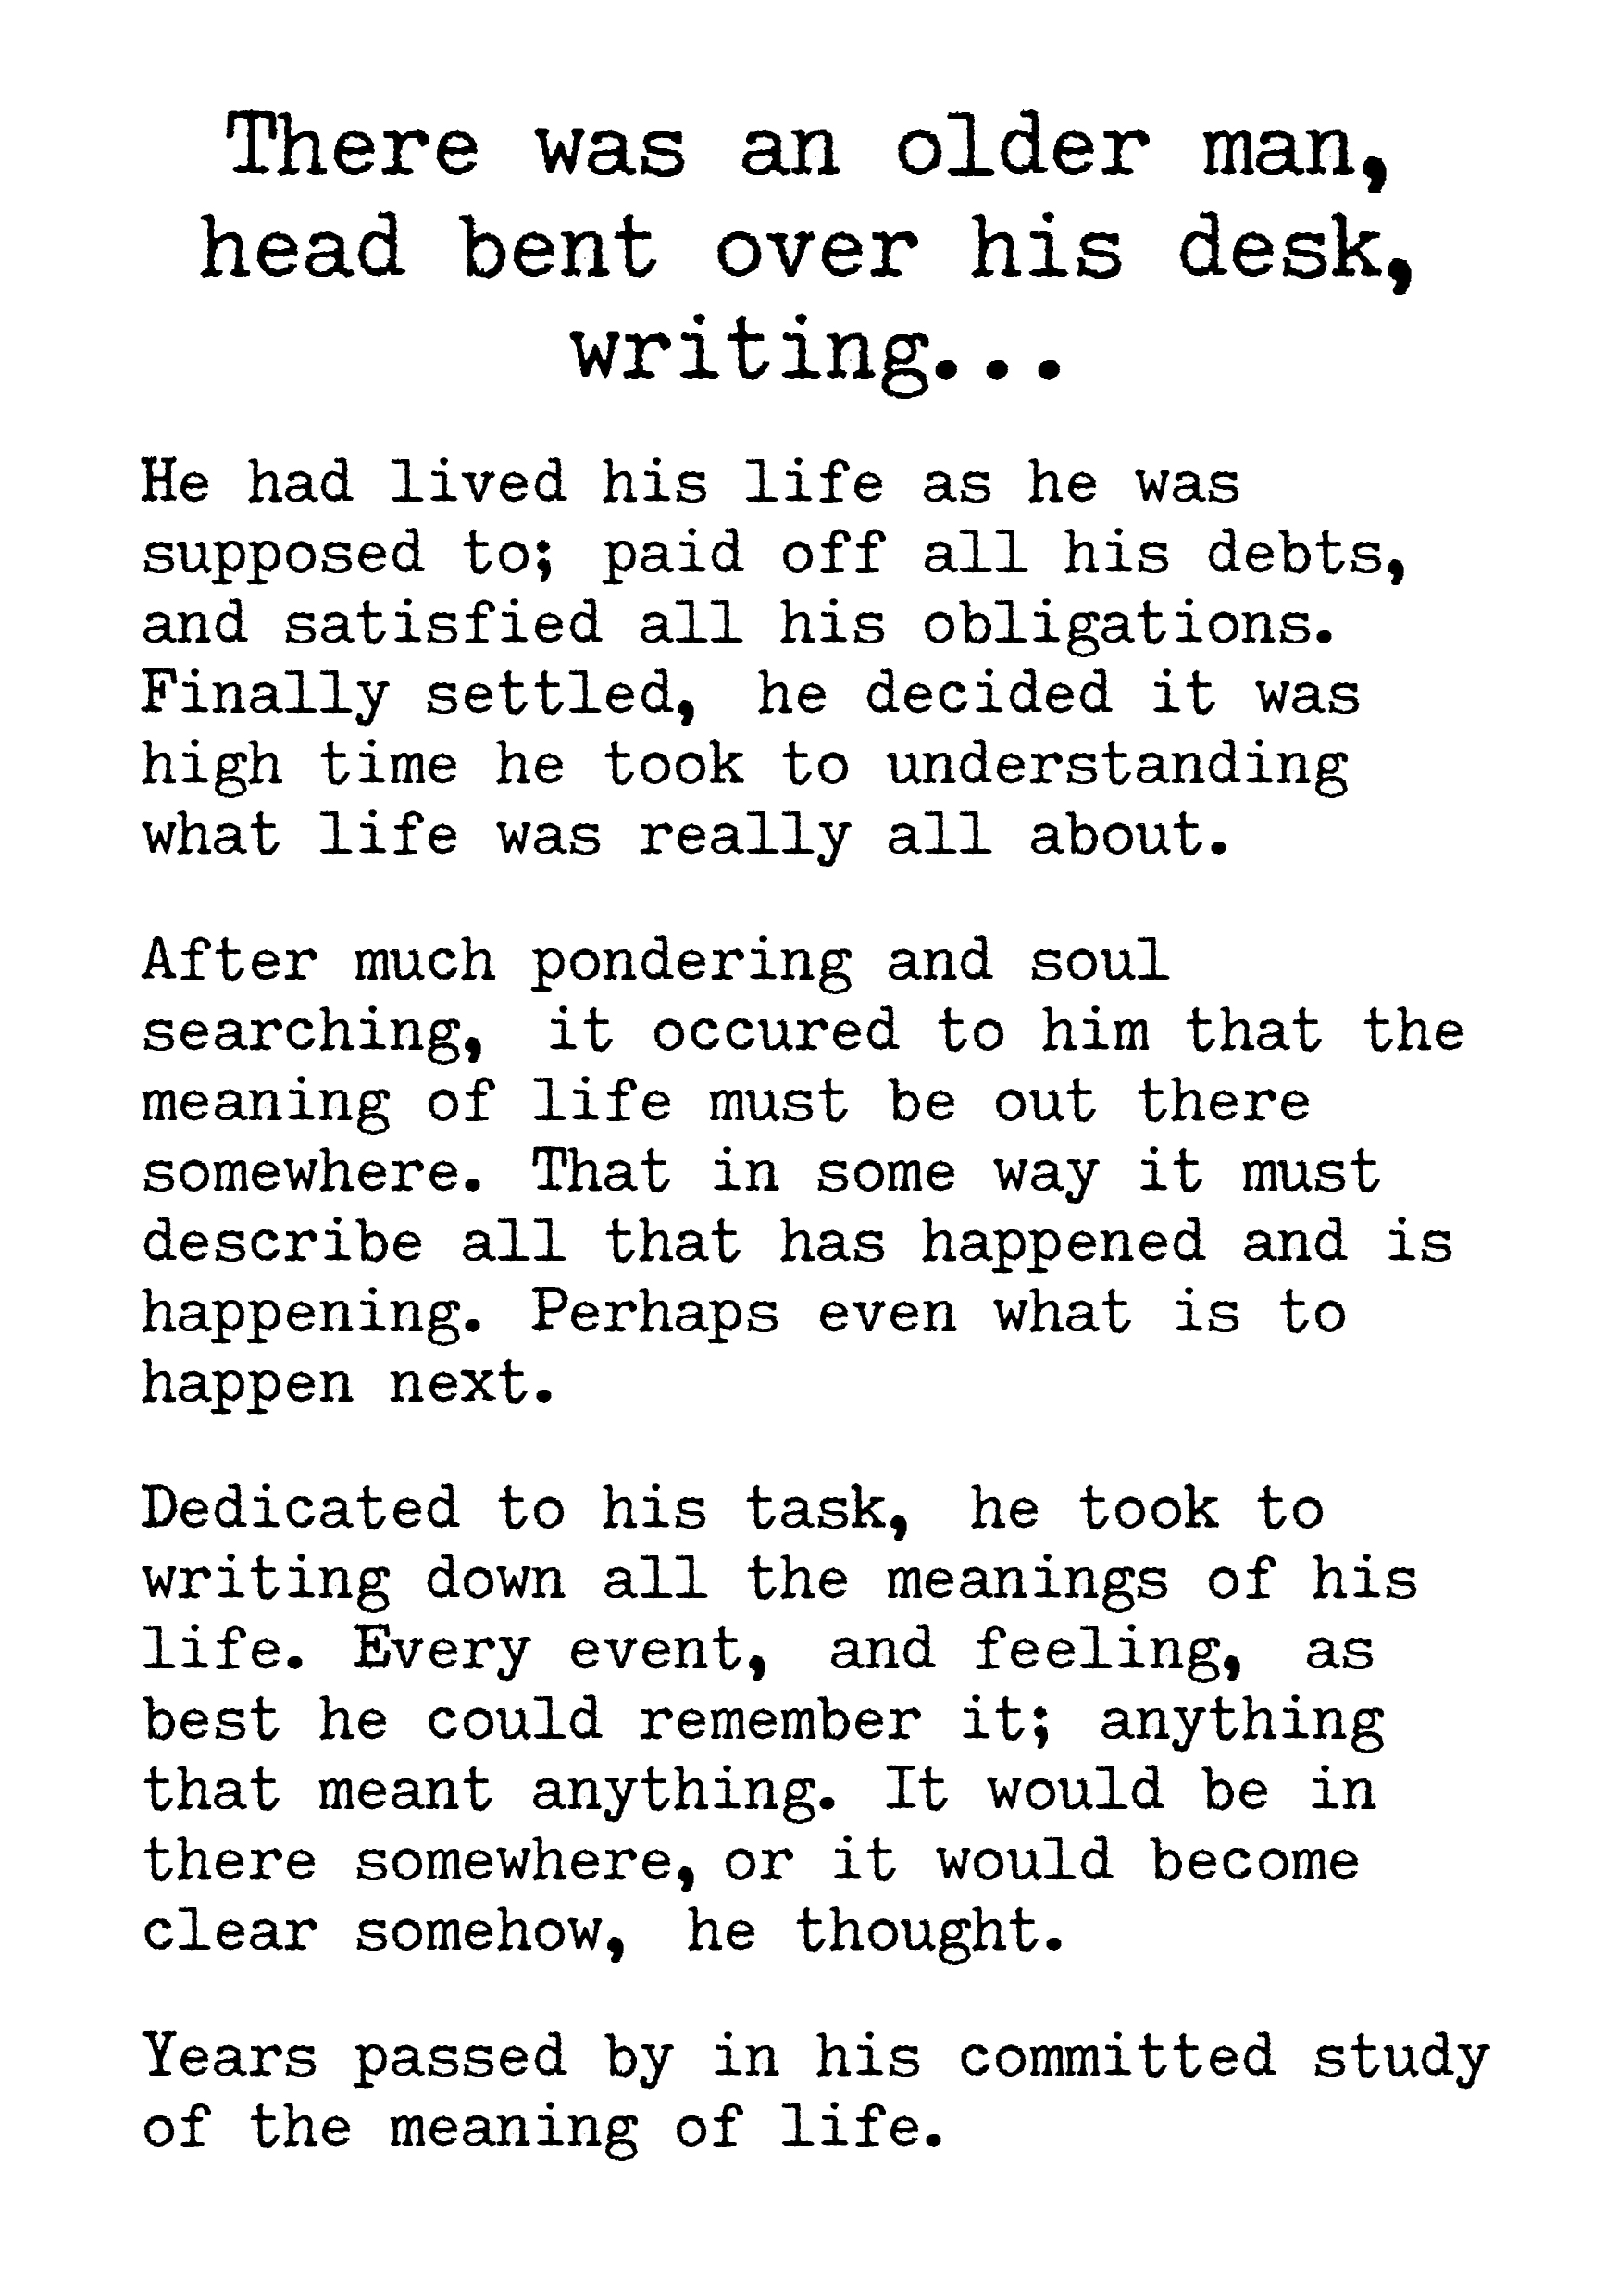 There was an older man,
head bent over his desk,
writing...
He had lived his life as he was
supposed to; paid off all his debts,
and satisfied all his obligations.
Finally settled, he decided it was
high time he took to understanding
what life was really all about.
After much pondering and soul
searching, it occured to him that the
meaning of life must be out there
somewhere. That in some way it must
describe all that has happened and is
happening. Perhaps even what is to
happen next.
Dedicated to his task, he took to
writing down all the meanings of his
life. Every event, and feeling, as
best he could remember it; anything
that meant anything. It would be in
there somewhere, or it would become
clear somehow, he thought.
Years passed by in his committed study
of the meaning of life.